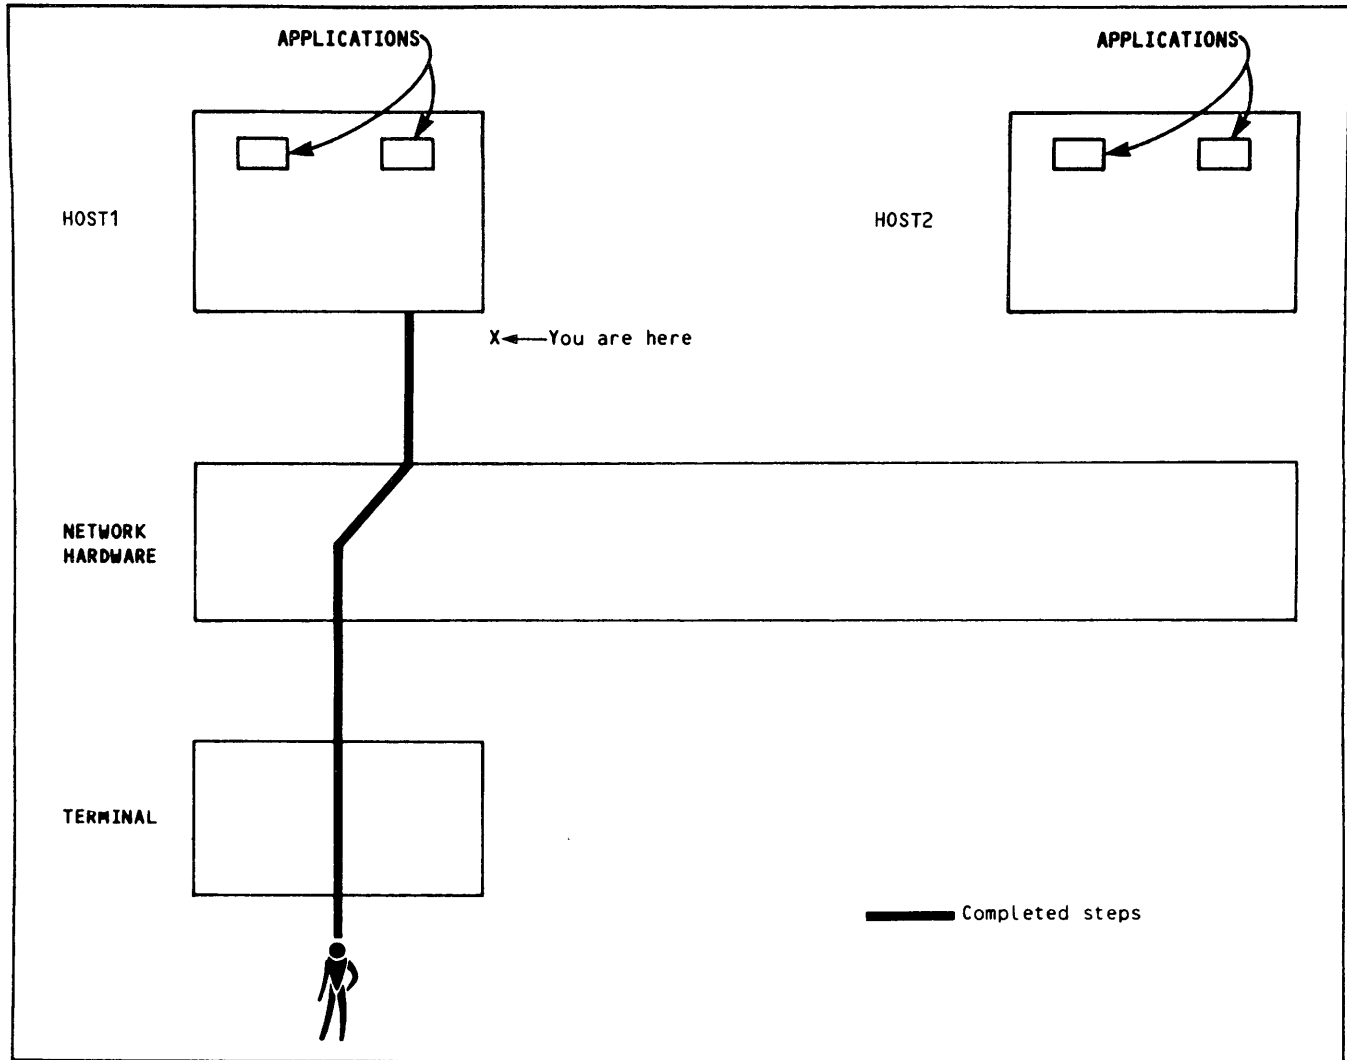 APPLICATIONS
APPLICATIONS
HOST1
HOST2
X
You are here
NETWORK
HARDWARE
TERMINAL
Completed steps